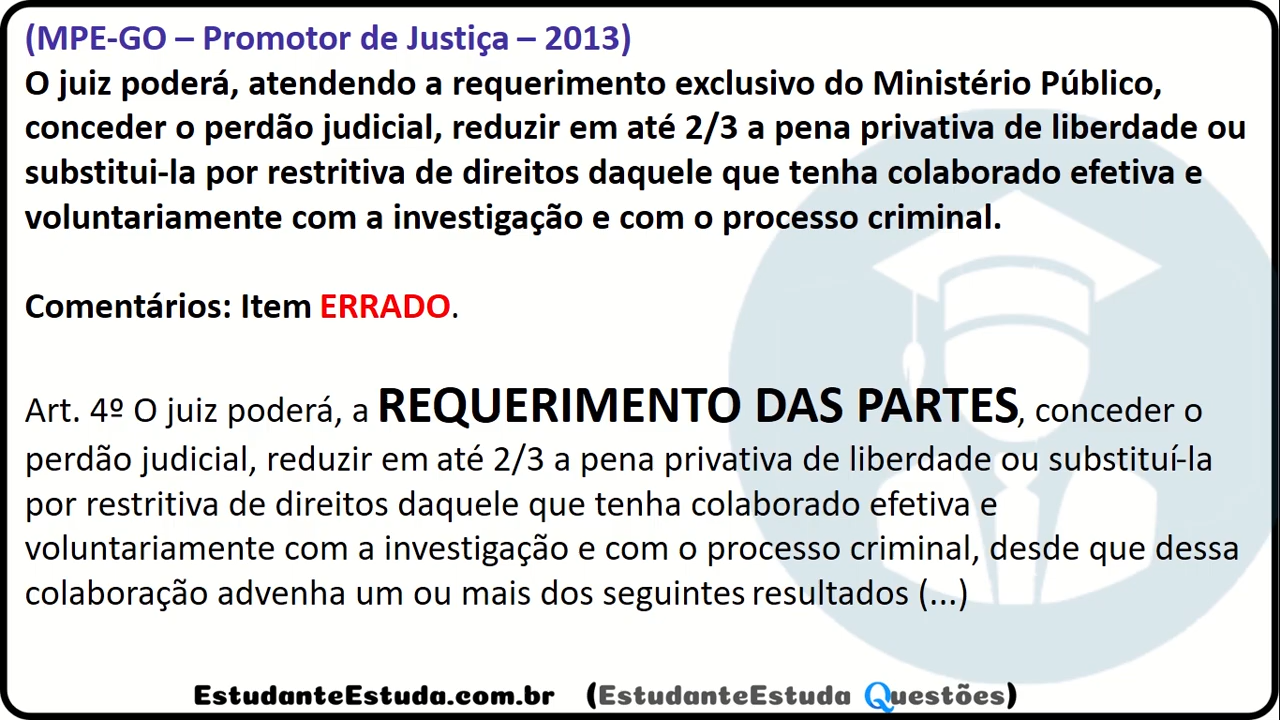 (MPE-GO – Promotor de Justiça – 2013)
O juiz poderá, atendendo a requerimento exclusivo do Ministério Público,
conceder o perdão judicial, reduzir em até 2/3 a pena privativa de liberdade ou
substitui-la por restritiva de direitos daquele que tenha colaborado efetiva e
voluntariamente com a investigação e com o processo criminal.
Comentários: Item ERRADO.
Art. 4º O juiz poderá, a REQUERIMENTO DAS PARTES, conceder o
perdão judicial, reduzir em até 2/3 a pena privativa de liberdade ou substituí-la
por restritiva de direitos daquele que tenha colaborado efetiva e
voluntariamente com a investigação e com o processo criminal, desde que dessa
colaboração advenha um ou mais dos seguintes resultados (...)
EstudanteEstuda.com.br (EstudanteEstuda Questões)